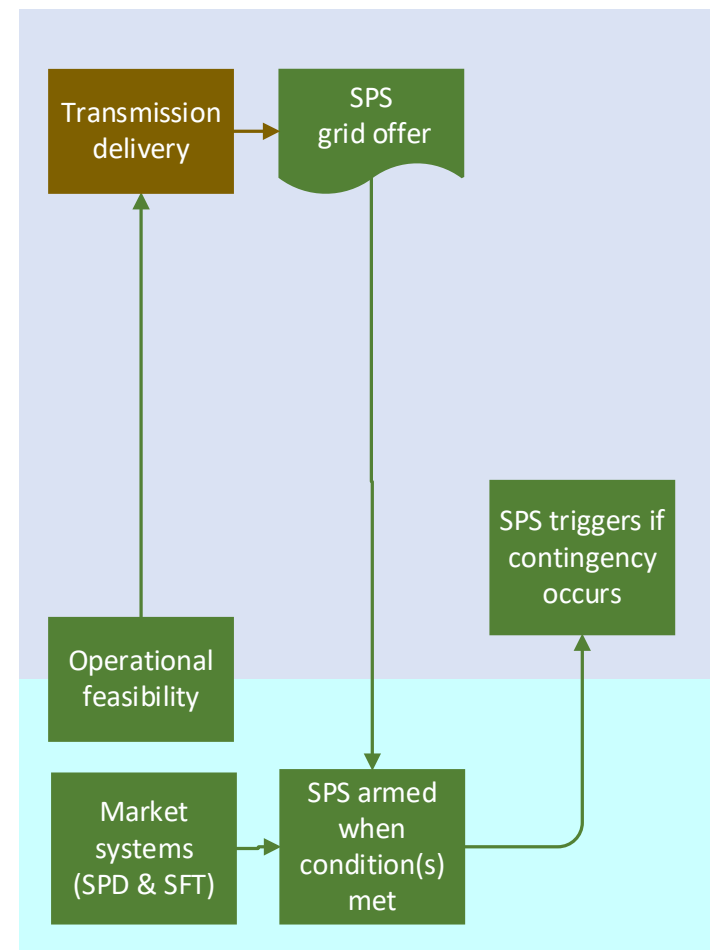 Transmission
delivery
SPS
grid offer
SPS triggers if
contingency
occurs
Operational
feasibility
Market
systems
(SPD & SFT)
SPS armed
when
condition(s)
met